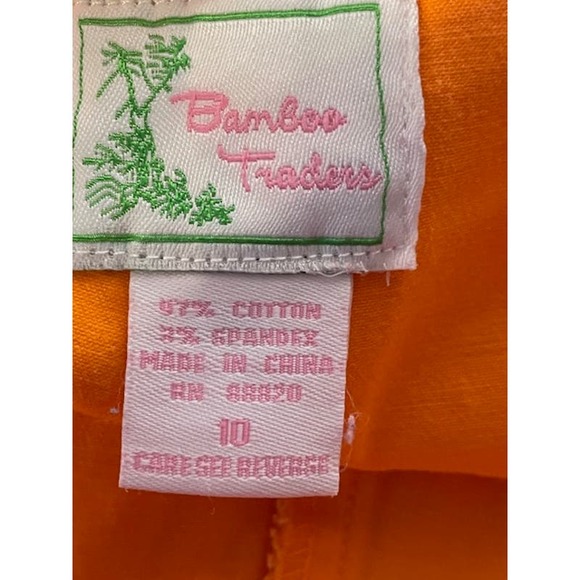 Bamboo
Traders
97% COTTON
3% SPANDEX
MADE IN CHINA
RN 88820
10
CARE SEE REVERSE